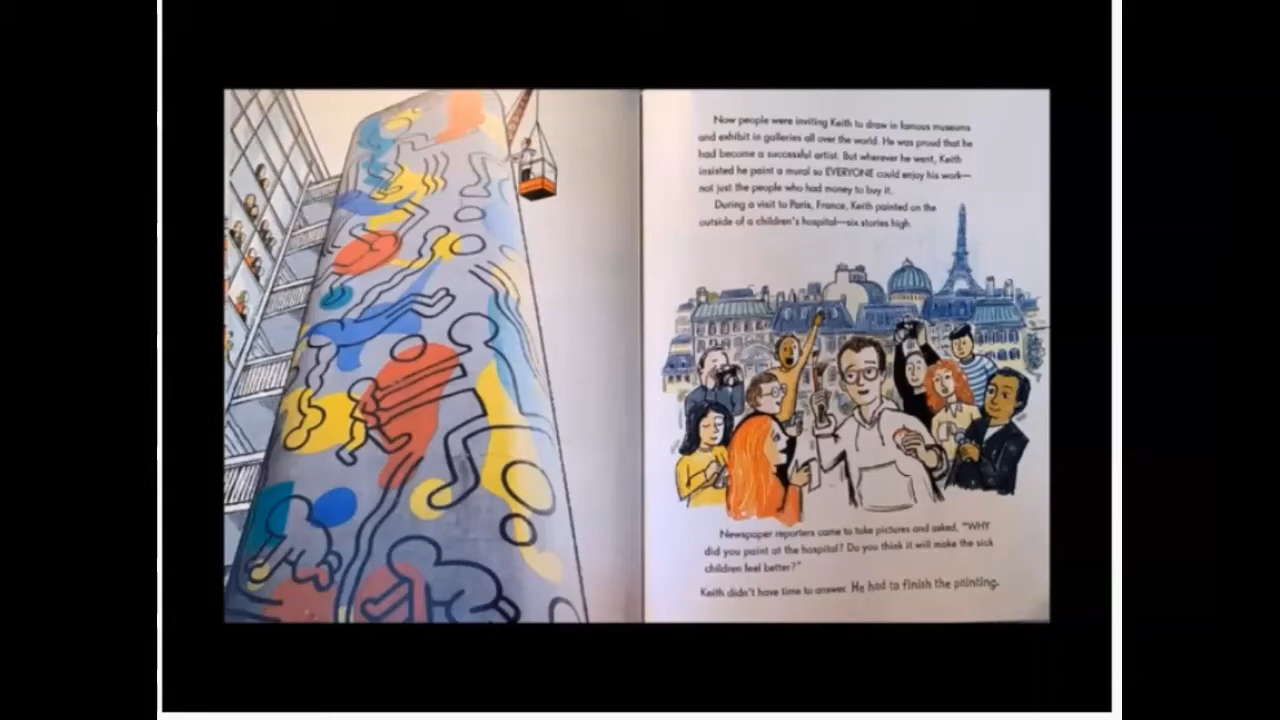 Now people were inviting Keith to draw in famous museums
and exhibit in galleries all over the world. He was proud that he
had become a successful artist. But wherever he went, Keith
insisted he paint a mural so EVERYONE could enjoy his work—
not just the people who had money to buy it.
During a visit to Paris, France, Keith painted on the
outside of a children's hospital—six stories high.
Newspaper reporters came to take pictures and asked, "WHY
did you paint at the hospital? Do you think it will make the sick
children feel better?"
Keith didn't have time to answer. He had to finish the painting.